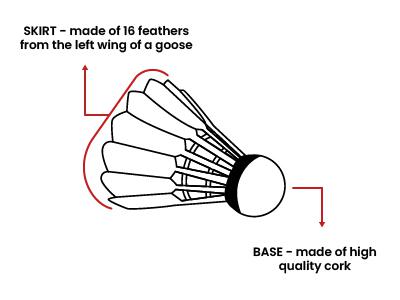 SKIRT - made of 16 feathers
from the left wing of a goose
BASE - made of high
quality cork